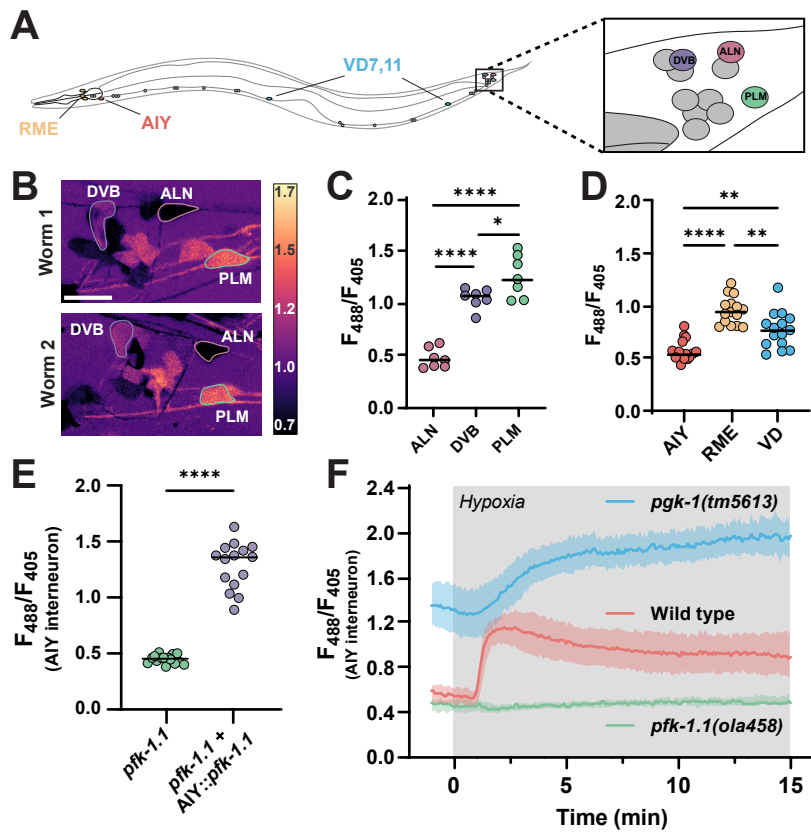 A
VD7,11
RME
AIY
DVB
ALN
PLM
B
Worm 1
DVB
ALN
PLM
Worm 2
DVB
ALN
PLM
1.7
1.5
1.2
1.0
0.7
C
F488/F405
2.0
1.5
1.0
0.5
0.0
****
****
*
ALN
DVB
PLM
D
F488/F405
2.0
1.5
1.0
0.5
0.0
**
****
**
AIY
RME
VD
E
F488/F405
(AIY interneuron)
2.0
1.5
1.0
0.5
0.0
****
pfk-1.1
pfk-1.1 +
AIY::pfk-1.1
F
F488/F405
(AIY interneuron)
2.4
2.0
1.6
1.2
0.8
0.4
0.0
Hypoxia
pgk-1(tm5613)
Wild type
pfk-1.1(ola458)
0
5
10
15
Time (min)